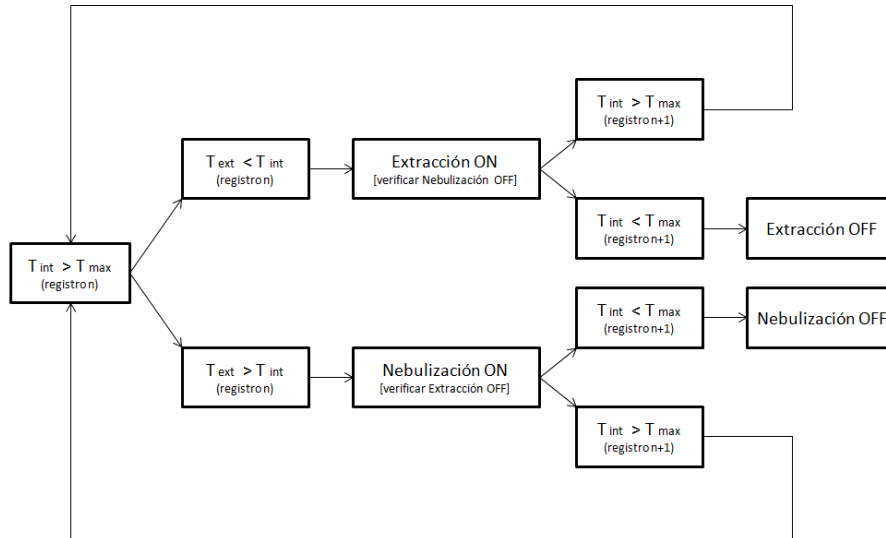 T int > T max
(registro n+1)
T ext < T int
(registro n)
Extracción ON
[verificar Nebulización OFF]
T int < T max
(registro n+1)
Extracción OFF
T int > T max
(registro n)
T int < T max
(registro n+1)
Nebulización OFF
T ext > T int
(registro n)
Nebulización ON
[verificar Extracción OFF]
T int > T max
(registro n+1)